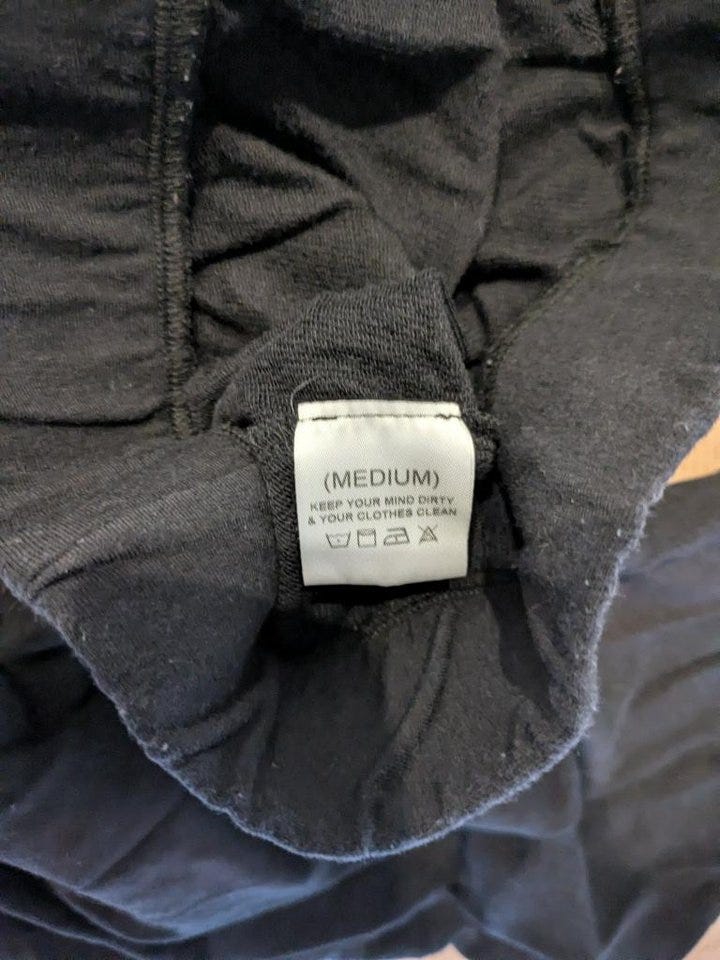 (MEDIUM)
KEEP YOUR MIND DIRTY
& YOUR CLOTHES CLEAN